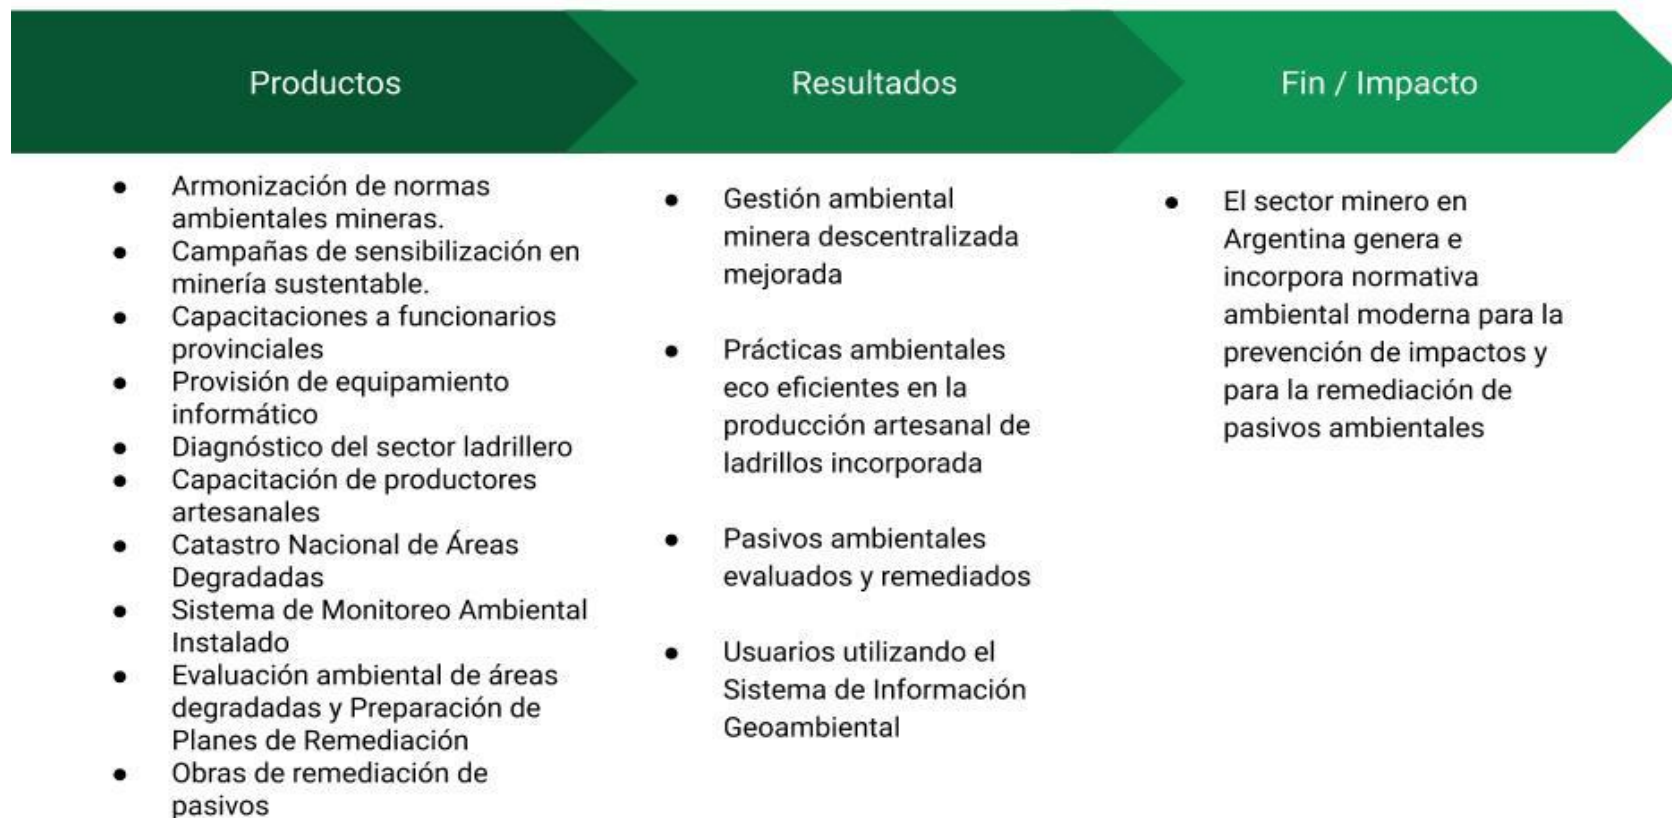 Productos
Resultados
Fin / Impacto
● Armonización de normas
ambientales mineras.
● Campañas de sensibilización en
minería sustentable.
● Capacitaciones a funcionarios
provinciales
● Provisión de equipamiento
informático
● Diagnóstico del sector ladrillero
● Capacitación de productores
artesanales
● Catastro Nacional de Áreas
Degradadas
● Sistema de Monitoreo Ambiental
Instalado
● Evaluación ambiental de áreas
degradadas y Preparación de
Planes de Remediación
● Obras de remediación de
pasivos
● Gestión ambiental
minera descentralizada
mejorada
● Prácticas ambientales
eco eficientes en la
producción artesanal de
ladrillos incorporada
● Pasivos ambientales
evaluados y remediados
● Usuarios utilizando el
Sistema de Información
Geoambiental
● El sector minero en
Argentina genera e
incorpora normativa
ambiental moderna para la
prevención de impactos y
para la remediación de
pasivos ambientales